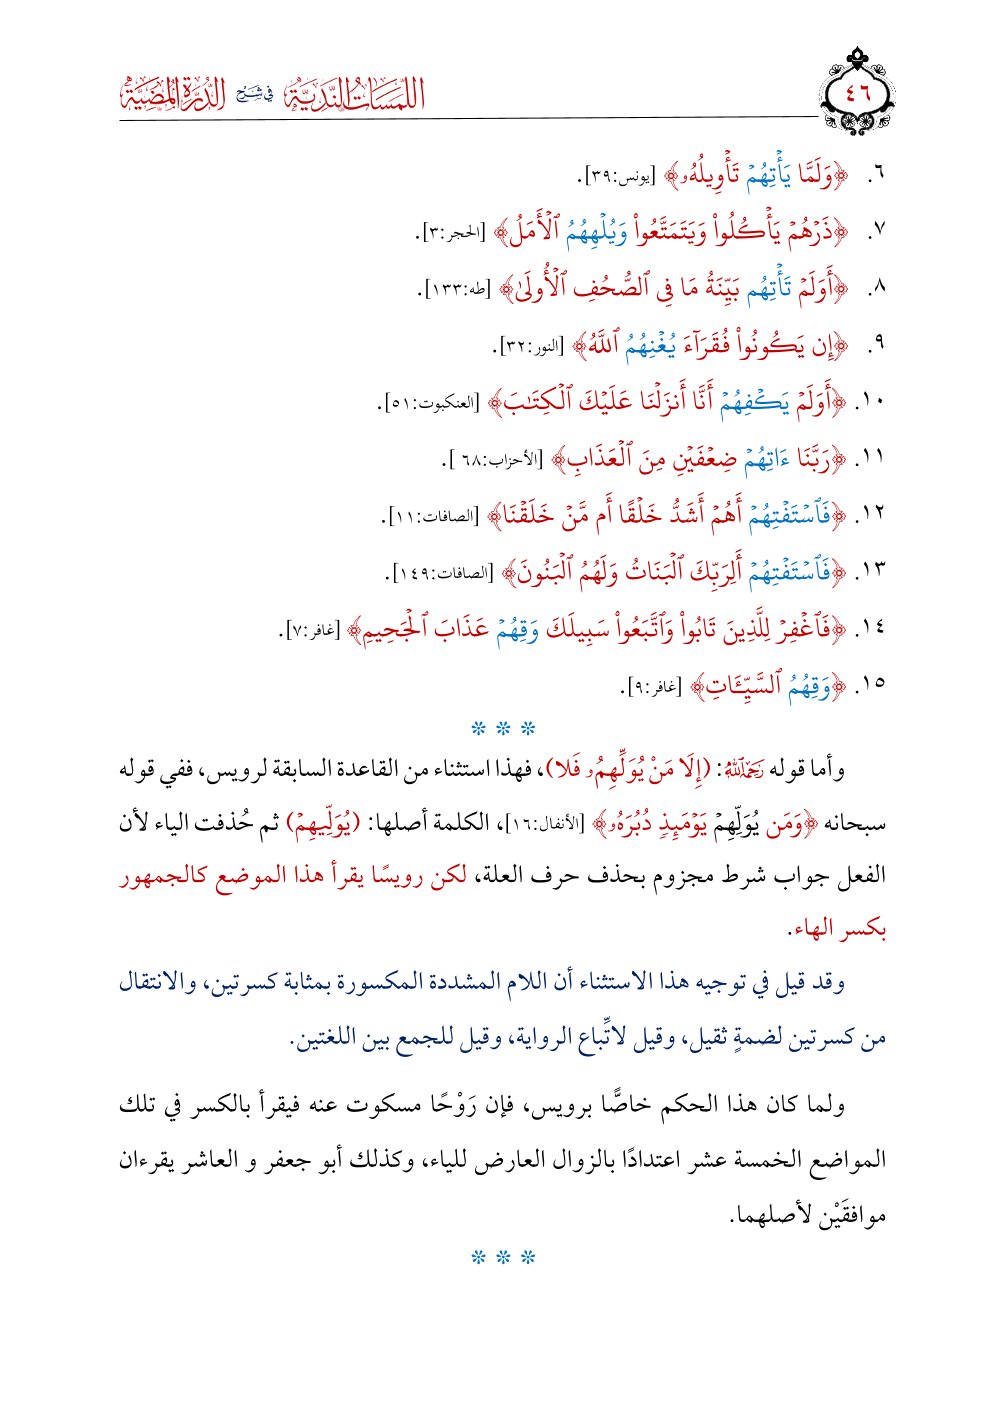 ٤٦
اللمسات الندية في شرح الدرة المضية
٦. ﴿وَلَمَّا يَأۡتِهُمۡ تَأۡوِيلُهُۥ﴾ [يونس:٣٩].
٧. ﴿ذَرۡهُمۡ يَأۡكُلُواْ وَيَتَمَتَّعُواْ وَيُلۡهِهُمُ ٱلۡأَمَلُ﴾ [الحجر:٣].
٨. ﴿أَوَلَمۡ تَأۡتِهُم بَيِّنَةُ مَا فِي ٱلصُّحُفِ ٱلۡأُولَىٰ﴾ [طه:١٣٣].
٩. ﴿إِن يَكُونُواْ فُقَرَآءَ يُغۡنِهُمُ ٱللَّهُ﴾ [النور:٣٢].
١٠. ﴿أَوَلَمۡ يَكۡفِهُمۡ أَنَّا أَنزَلۡنَا عَلَيۡكَ ٱلۡكِتَٰبَ﴾ [العنكبوت:٥١].
١١. ﴿رَبَّنَا ءَاتِهُمۡ ضِعۡفَيۡنِ مِنَ ٱلۡعَذَابِ﴾ [الأحزاب:٦٨ ].
١٢. ﴿فَٱسۡتَفۡتِهُمۡ أَهُمۡ أَشَدُّ خَلۡقًا أَم مَّنۡ خَلَقۡنَا﴾ [الصافات:١١].
١٣. ﴿فَٱسۡتَفۡتِهُمۡ أَلِرَبِّكَ ٱلۡبَنَاتُ وَلَهُمُ ٱلۡبَنُونَ﴾ [الصافات:١٤٩].
١٤. ﴿فَٱغۡفِرۡ لِلَّذِينَ تَابُواْ وَٱتَّبَعُواْ سَبِيلَكَ وَقِهُمۡ عَذَابَ ٱلۡجَحِيمِ﴾ [غافر:٧].
١٥. ﴿وَقِهُمُ ٱلسَّيِّـَٔاتِ﴾ [غافر:٩].
* * *
وأما قوله رحمه الله: (إِلَا مَنْ يُوَلِّهِمُۥ فَلا)، فهذا استثناء من القاعدة السابقة لرويس، ففي قوله
سبحانه ﴿وَمَن يُوَلِّهِمۡ يَوۡمَئِذٖ دُبُرَهُۥ﴾ [الأنفال:١٦]، الكلمة أصلها: (يُوَلِّيهِمْ) ثم حُذفت الياء لأن
الفعل جواب شرط مجزوم بحذف حرف العلة، لكن رويسًا يقرأ هذا الموضع كالجمهور
بكسر الهاء.
وقد قيل في توجيه هذا الاستثناء أن اللام المشددة المكسورة بمثابة كسرتين، والانتقال
من كسرتين لضمةٍ ثقيل، وقيل لاتِّباع الرواية، وقيل للجمع بين اللغتين.
ولما كان هذا الحكم خاصًّا برويس، فإن رَوْحًا مسكوت عنه فيقرأ بالكسر في تلك
المواضع الخمسة عشر اعتدادًا بالزوال العارض للياء، وكذلك أبو جعفر و العاشر يقرءان
موافقَيْن لأصلهما.
* * *